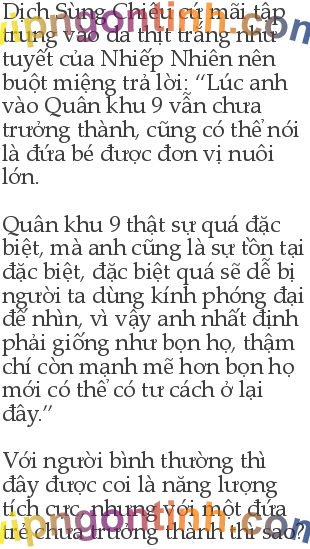 Dịch Sùng Chiêu cứ mãi tập
trung vào da thịt trắng như
tuyết của Nhiếp Nhiên nên
buột miệng trả lời: “Lúc anh
vào Quân khu 9 vẫn chưa
trưởng thành, cũng có thể nói
là đứa bé được đơn vị nuôi
lớn.
Quân khu 9 thật sự quá đặc
biệt, mà anh cũng là sự tồn tại
đặc biệt, đặc biệt quá sẽ dễ bị
người ta dùng kính phóng đại
để nhìn, vì vậy anh nhất định
phải giống như bọn họ, thậm
chí còn mạnh mẽ hơn bọn họ
mới có thể có tư cách ở lại
đây.”
Với người bình thường thì
đây được coi là năng lượng
tích cực, nhưng với một đứa
trẻ chưa trưởng thành thì sao?